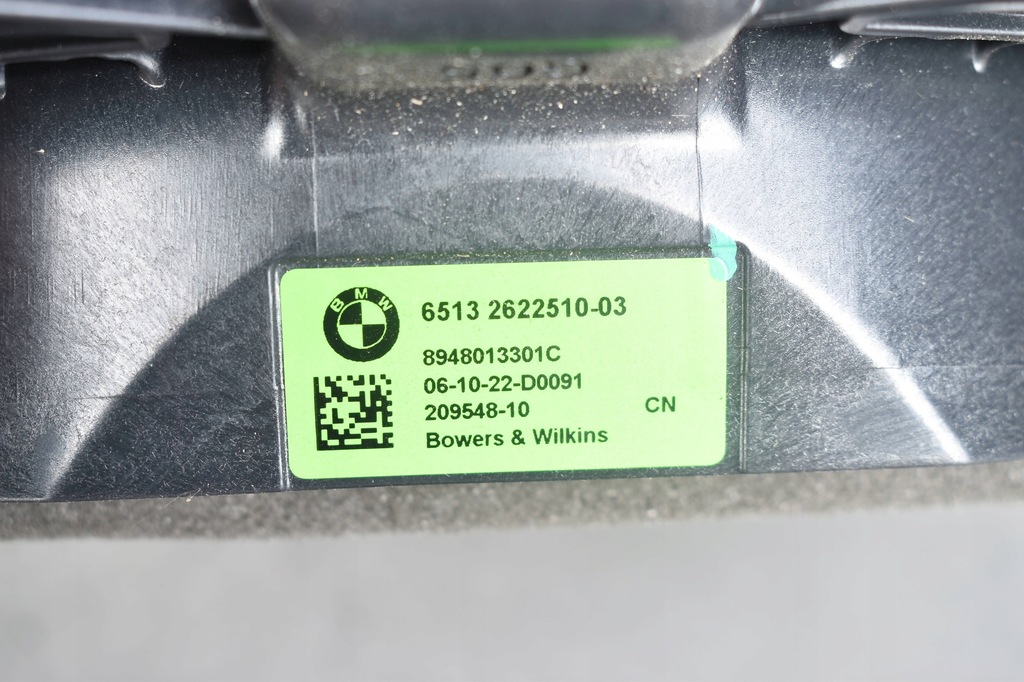 BMW
6513 2622510-03
8948013301C
06-10-22-D0091
209548-10
CN
Bowers & Wilkins